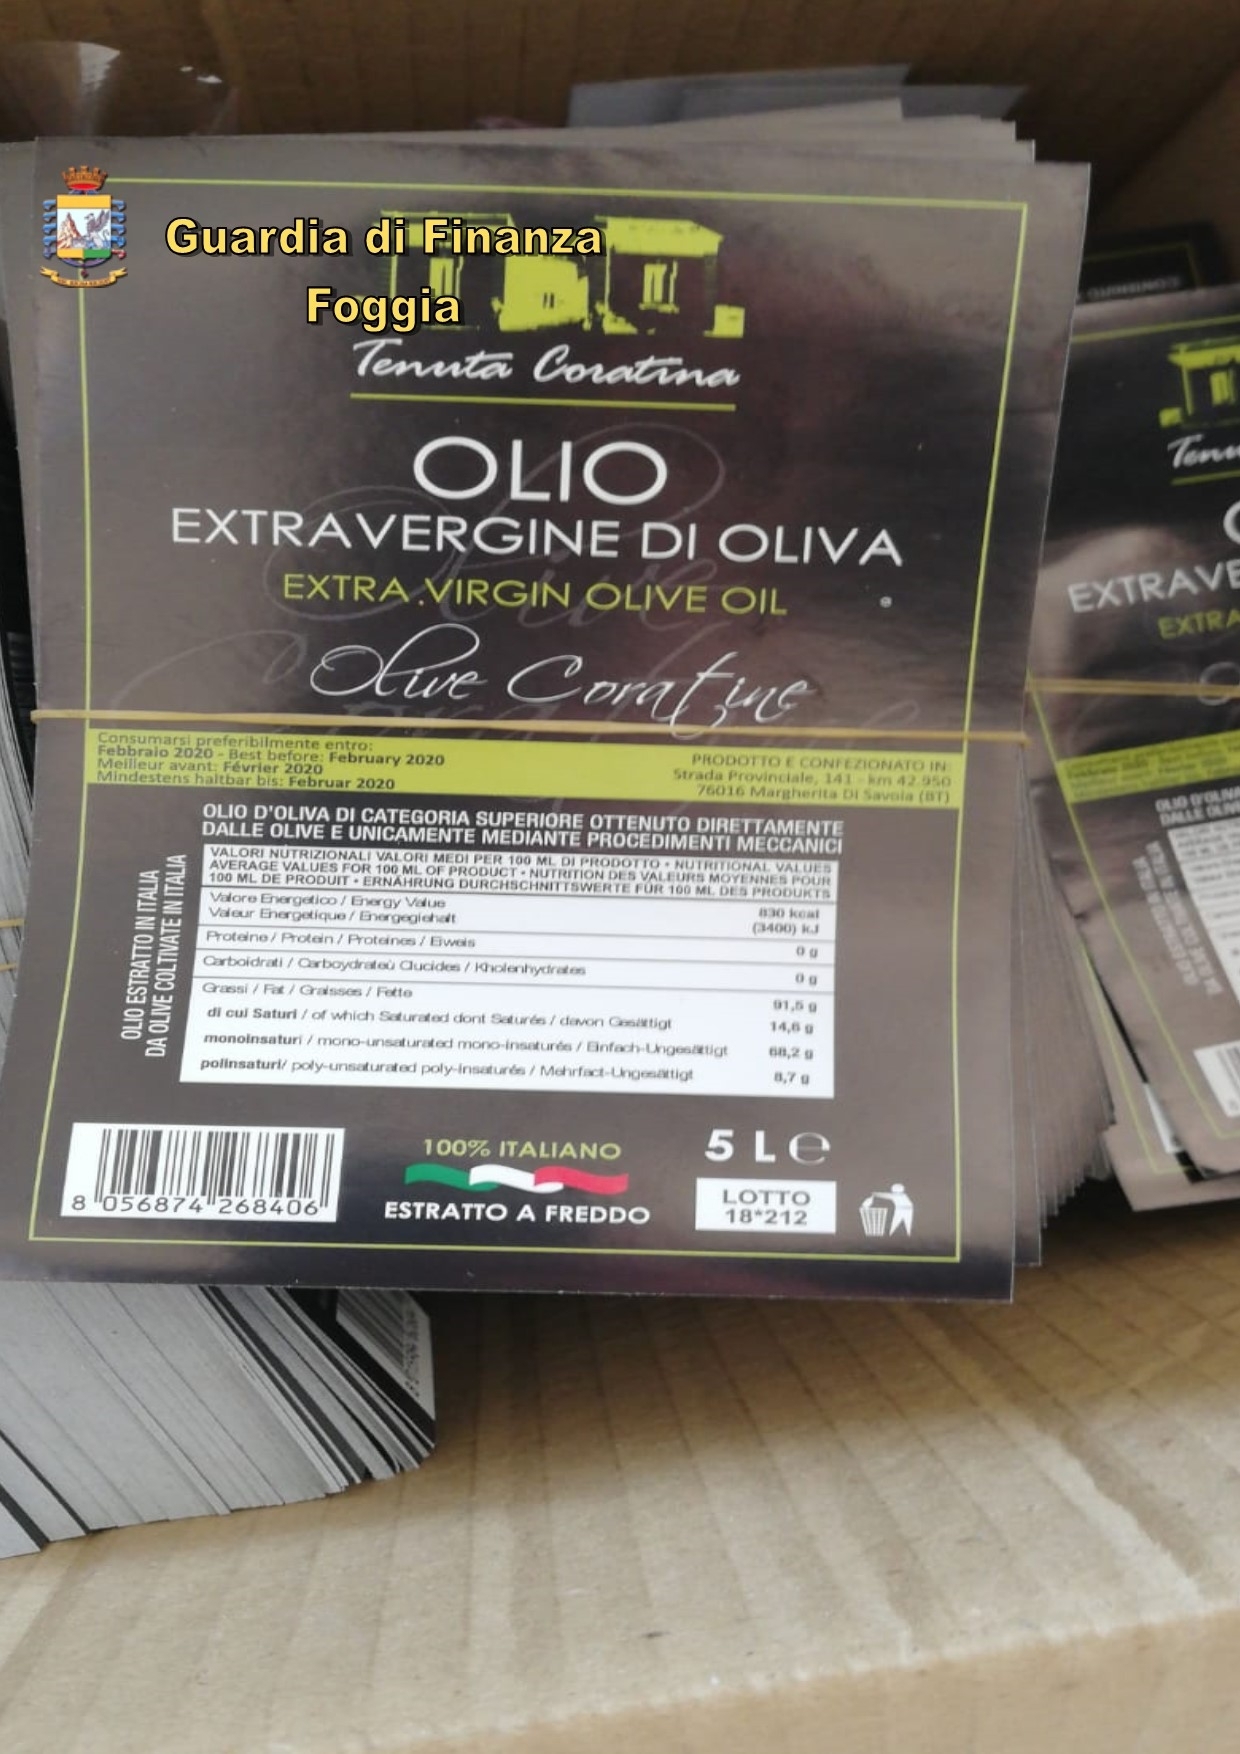 Guardia di Finanza
Foggia
Tenuta Coratina
OLIO
EXTRAVERGINE DI OLIVA
EXTRA .VIRGIN OLIVE OIL
Olive Coratine
Consumarsi preferibilmente entro:
Febbraio 2020 - Best before: February 2020
Meilleur avant: Février 2020
Mindestens haltbar bis: Februar 2020
PRODOTTO E CONFEZIONATO IN:
Strada Provinciale, 141 - km 42.950
76016 Margherita Di Savoia (BT)
OLIO D'OLIVA DI CATEGORIA SUPERIORE OTTENUTO DIRETTAMENTE
DALLE OLIVE E UNICAMENTE MEDIANTE PROCEDIMENTI MECCANICI
OLIO ESTRATTO IN ITALIA
DA OLIVE COLTIVATE IN ITALIA
VALORI NUTRIZIONALI VALORI MEDI PER 100 ML DI PRODOTTO • NUTRITIONAL VALUES
AVERAGE VALUES FOR 100 ML OF PRODUCT • NUTRITION DES VALEURS MOYENNES POUR
100 ML DE PRODUIT • ERNÄHRUNG DURCHSCHNITTSWERTE FÜR 100 ML DES PRODUKTS
Valore Energetico / Energy Value 830 kcal
Valeur Energetique / Energegiehalt (3400) kJ
Proteine / Protein / Proteines / Eiweis 0 g
Carboidrati / Carboydrateù Clucides / Kholenhydrates 0 g
Grassi / Fat / Graisses / Fette 91,5 g
di cui Saturi / of which Saturated dont Saturés / davon Gesättigt 14,6 g
monoinsaturi / mono-unsaturated mono-insaturés / Einfach-Ungesättigt 68,2 g
polinsaturi/ poly-unsaturated poly-insaturés / Mehrfact-Ungesättigt 8,7 g
8 056874 268406
100% ITALIANO
ESTRATTO A FREDDO
5 L e
LOTTO
18*212
EXTRAVE
EXTRA